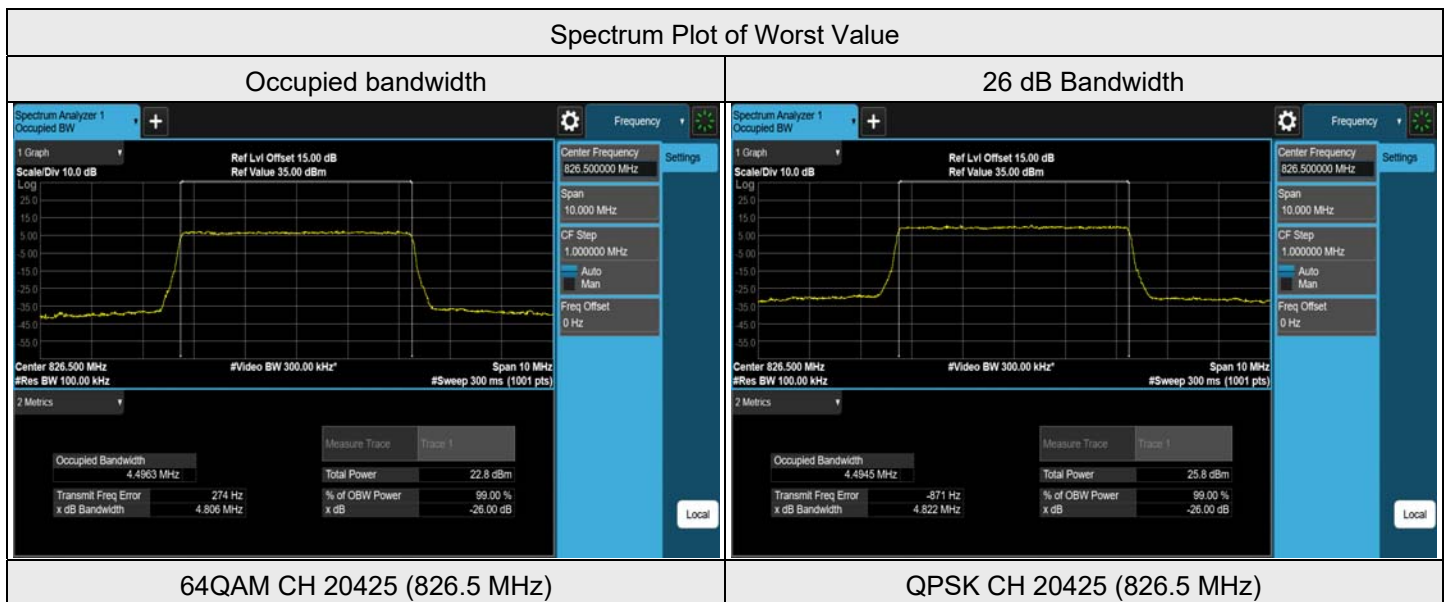 Spectrum Plot of Worst Value
Occupied bandwidth
26 dB Bandwidth
Spectrum Analyzer 1
Occupied BW
+
Frequency
1 Graph
Ref Lvl Offset 15.00 dB
Scale/Div 10.0 dB
Ref Value 35.00 dBm
Log
25.0
15.0
5.00
-5.00
-15.0
-25.0
-35.0
-45.0
-55.0
Center 826.500 MHz
#Video BW 300.00 kHz*
Span 10 MHz
#Res BW 100.00 kHz
#Sweep 300 ms (1001 pts)
Center Frequency
826.500000 MHz
Settings
Span
10.000 MHz
CF Step
1.000000 MHz
Auto
Man
Freq Offset
0 Hz
Local
2 Metrics
Measure Trace Trace 1
Occupied Bandwidth
4.4963 MHz
Total Power 22.8 dBm
Transmit Freq Error 274 Hz
% of OBW Power 99.00 %
x dB Bandwidth 4.806 MHz
x dB -26.00 dB
Spectrum Analyzer 1
Occupied BW
+
Frequency
1 Graph
Ref Lvl Offset 15.00 dB
Scale/Div 10.0 dB
Ref Value 35.00 dBm
Log
25.0
15.0
5.00
-5.00
-15.0
-25.0
-35.0
-45.0
-55.0
Center 826.500 MHz
#Video BW 300.00 kHz*
Span 10 MHz
#Res BW 100.00 kHz
#Sweep 300 ms (1001 pts)
Center Frequency
826.500000 MHz
Settings
Span
10.000 MHz
CF Step
1.000000 MHz
Auto
Man
Freq Offset
0 Hz
Local
2 Metrics
Measure Trace Trace 1
Occupied Bandwidth
4.4945 MHz
Total Power 25.8 dBm
Transmit Freq Error -871 Hz
% of OBW Power 99.00 %
x dB Bandwidth 4.822 MHz
x dB -26.00 dB
64QAM CH 20425 (826.5 MHz)
QPSK CH 20425 (826.5 MHz)